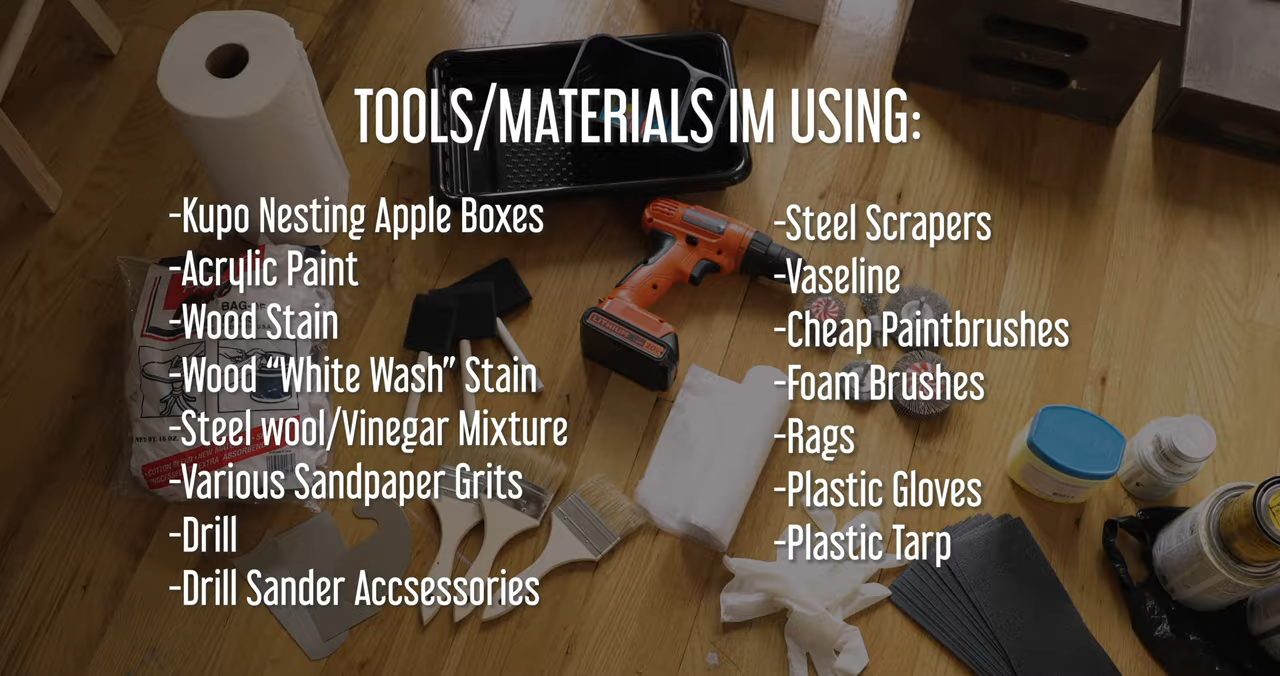 TOOLS/MATERIALS IM USING:
-Kupo Nesting Apple Boxes
-Acrylic Paint
-Wood Stain
-Wood “White Wash” Stain
-Steel wool/Vinegar Mixture
-Various Sandpaper Grits
-Drill
-Drill Sander Accsessories
-Steel Scrapers
-Vaseline
-Cheap Paintbrushes
-Foam Brushes
-Rags
-Plastic Gloves
-Plastic Tarp
LITHIUM